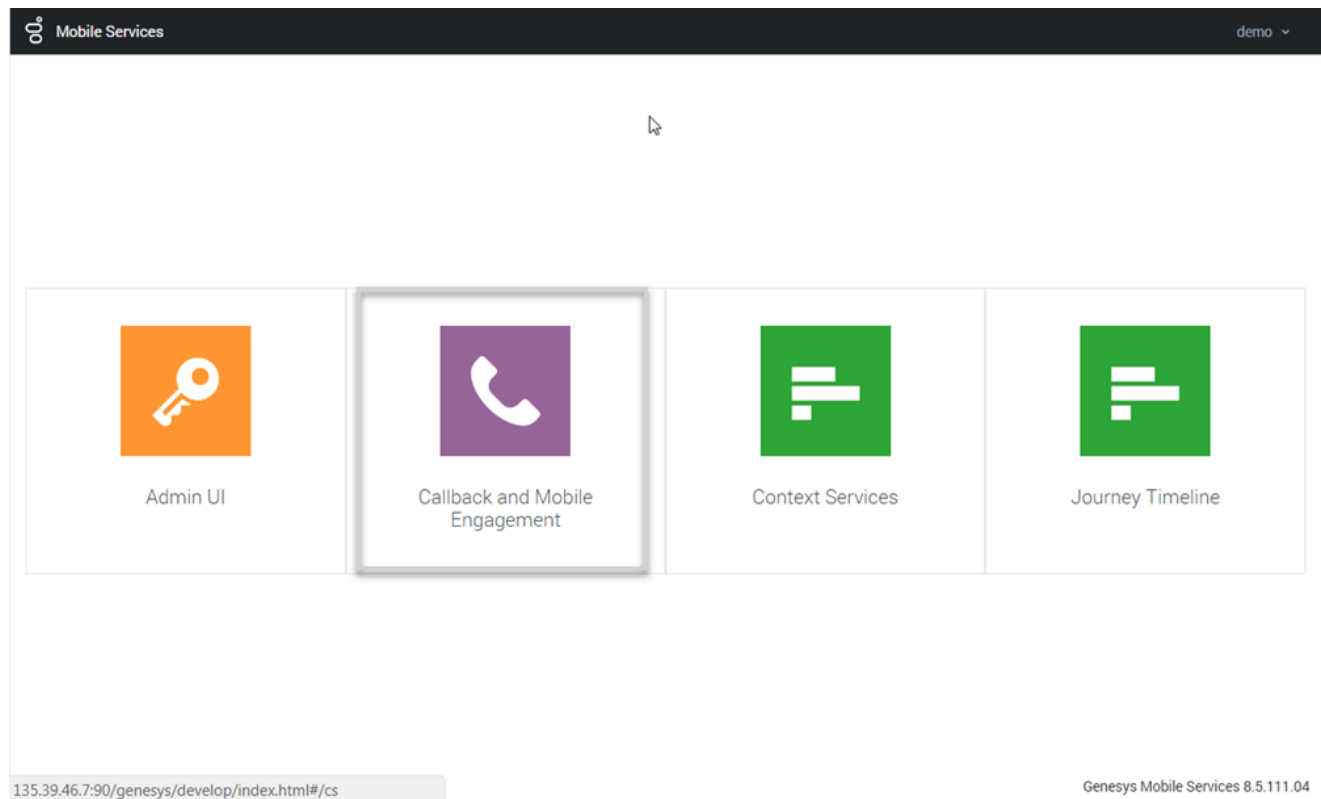 Mobile Services
demo
Admin UI
Callback and Mobile
Engagement
Context Services
Journey Timeline
135.39.46.7:90/genesys/develop/index.html#/cs
Genesys Mobile Services 8.5.111.04